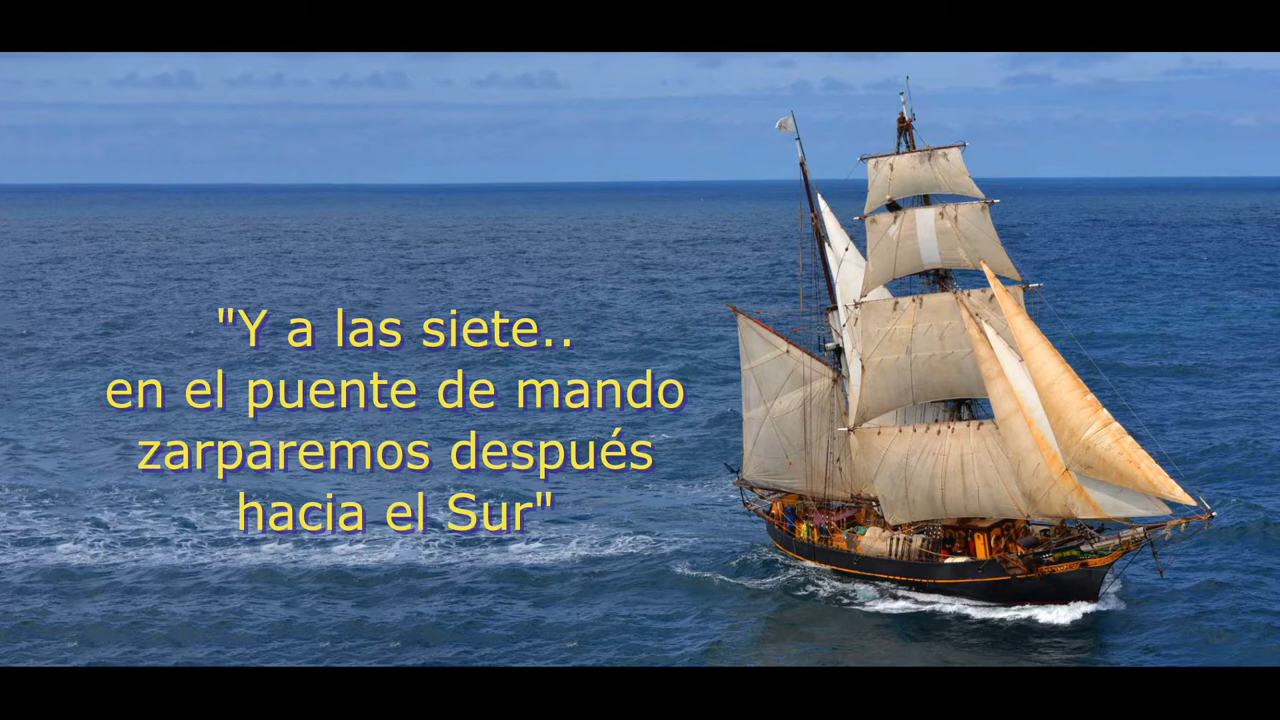 "Y a las siete..
en el puente de mando
zarparemos después
hacia el Sur"